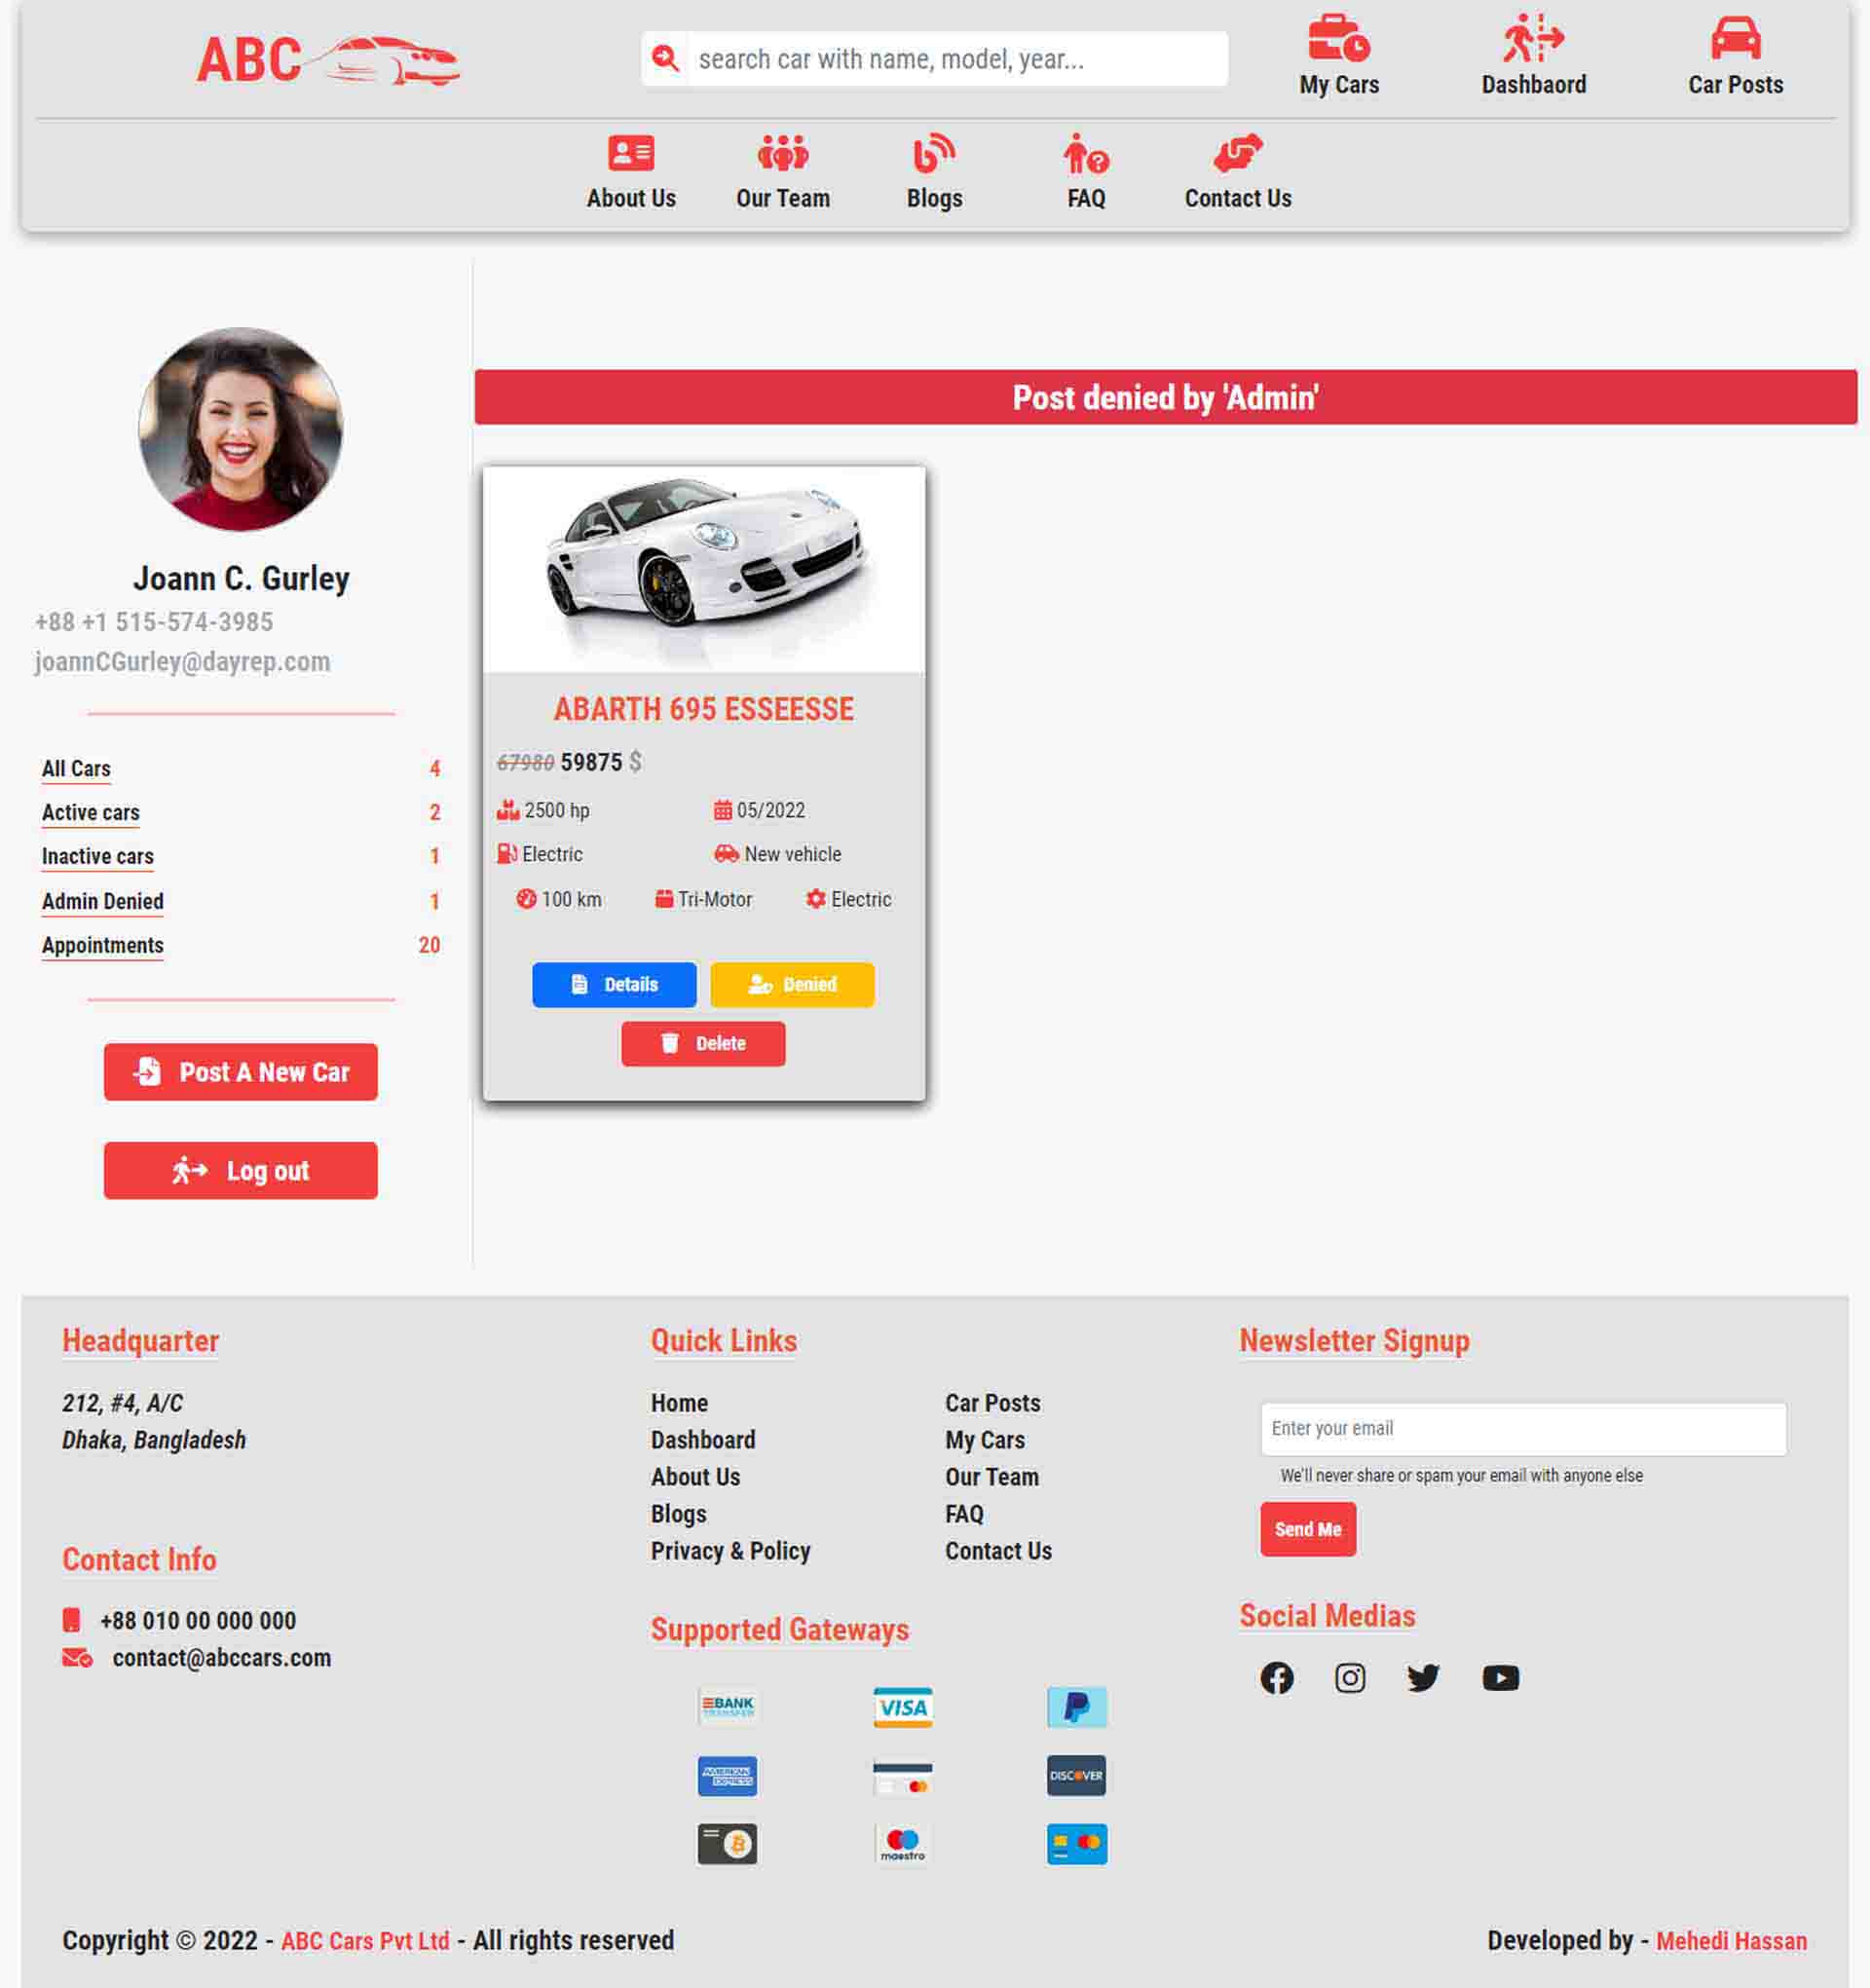 ABC
search car with name, model, year...
My Cars
Dashbaord
Car Posts
About Us
Our Team
Blogs
FAQ
Contact Us
Post denied by 'Admin'
Joann C. Gurley
+88 +1 515-574-3985
joannCGurley@dayrep.com
All Cars 4
Active cars 2
Inactive cars 1
Admin Denied 1
Appointments 20
Post A New Car
Log out
ABARTH 695 ESSEESSE
67980 59875 $
2500 hp 05/2022
Electric New vehicle
100 km Tri-Motor Electric
Details Denied
Delete
Headquarter
212, #4, A/C
Dhaka, Bangladesh
Contact Info
+88 010 00 000 000
contact@abccars.com
Quick Links
Home Car Posts
Dashboard My Cars
About Us Our Team
Blogs FAQ
Privacy & Policy Contact Us
Supported Gateways
BANK
TRANSFER
VISA
AMERICAN
EXPRESS
DISCOVER
maestro
Newsletter Signup
Enter your email
We'll never share or spam your email with anyone else
Send Me
Social Medias
Copyright © 2022 - ABC Cars Pvt Ltd - All rights reserved
Developed by - Mehedi Hassan